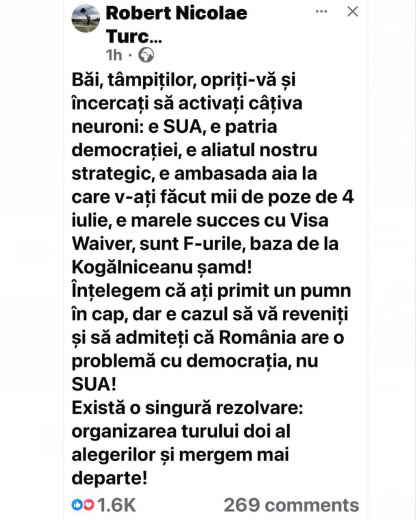 Robert Nicolae
Turc...
1h ·
Băi, tâmpiților, opriți-vă și
încercați să activați câțiva
neuroni: e SUA, e patria
democrației, e aliatul nostru
strategic, e ambasada aia la
care v-ați făcut mii de poze de 4
iulie, e marele succes cu Visa
Waiver, sunt F-urile, baza de la
Kogălniceanu șamd!
Înțelegem că ați primit un pumn
în cap, dar e cazul să vă reveniți
și să admiteți că România are o
problemă cu democrația, nu
SUA!
Există o singură rezolvare:
organizarea turului doi al
alegerilor și mergem mai
departe!
1.6K 269 comments